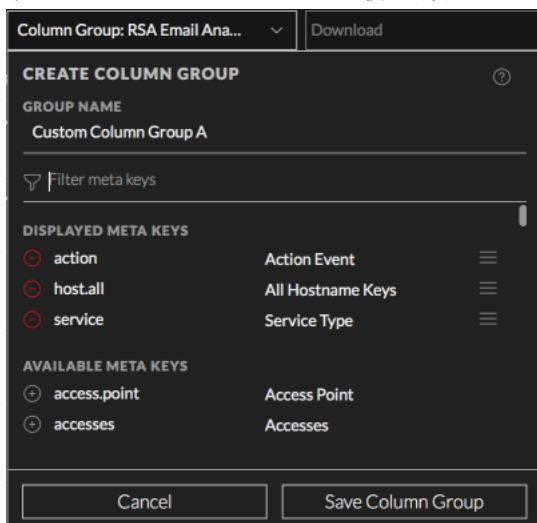 Column Group: RSA Email Ana... Download
CREATE COLUMN GROUP
GROUP NAME
Custom Column Group A
Filter meta keys
DISPLAYED META KEYS
action Action Event
host.all All Hostname Keys
service Service Type
AVAILABLE META KEYS
access.point Access Point
accesses Accesses
Cancel Save Column Group